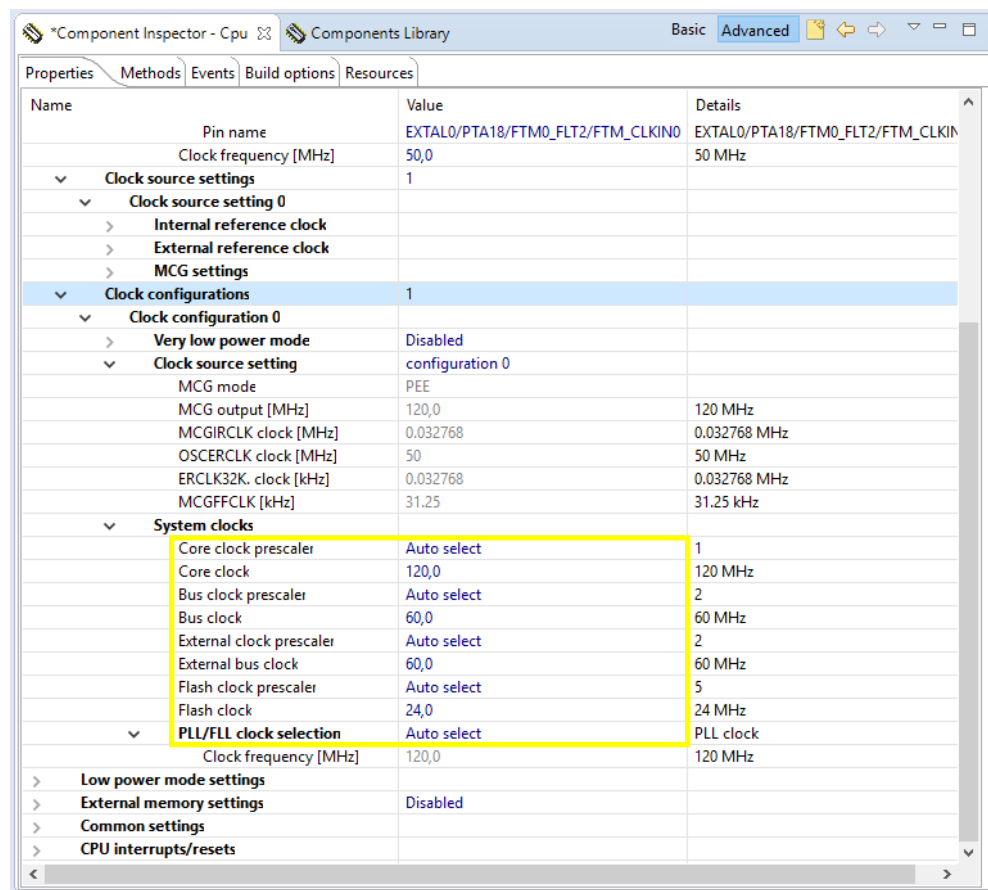 *Component Inspector - Cpu Components Library Basic Advanced
Properties Methods Events Build options Resources
Name Value Details
Pin name EXTAL0/PTA18/FTM0_FLT2/FTM_CLKIN0 EXTAL0/PTA18/FTM0_FLT2/FTM_CLKIN
Clock frequency [MHz] 50,0 50 MHz
Clock source settings 1
Clock source setting 0
Internal reference clock
External reference clock
MCG settings
Clock configurations 1
Clock configuration 0
Very low power mode Disabled
Clock source setting configuration 0
MCG mode PEE
MCG output [MHz] 120,0 120 MHz
MCGIRCLK clock [MHz] 0.032768 0.032768 MHz
OSCERCLK clock [MHz] 50 50 MHz
ERCLK32K. clock [kHz] 0.032768 0.032768 MHz
MCGFFCLK [kHz] 31.25 31.25 kHz
System clocks
Core clock prescaler Auto select 1
Core clock 120,0 120 MHz
Bus clock prescaler Auto select 2
Bus clock 60,0 60 MHz
External clock prescaler Auto select 2
External bus clock 60,0 60 MHz
Flash clock prescaler Auto select 5
Flash clock 24,0 24 MHz
PLL/FLL clock selection Auto select PLL clock
Clock frequency [MHz] 120,0 120 MHz
Low power mode settings
External memory settings Disabled
Common settings
CPU interrupts/resets